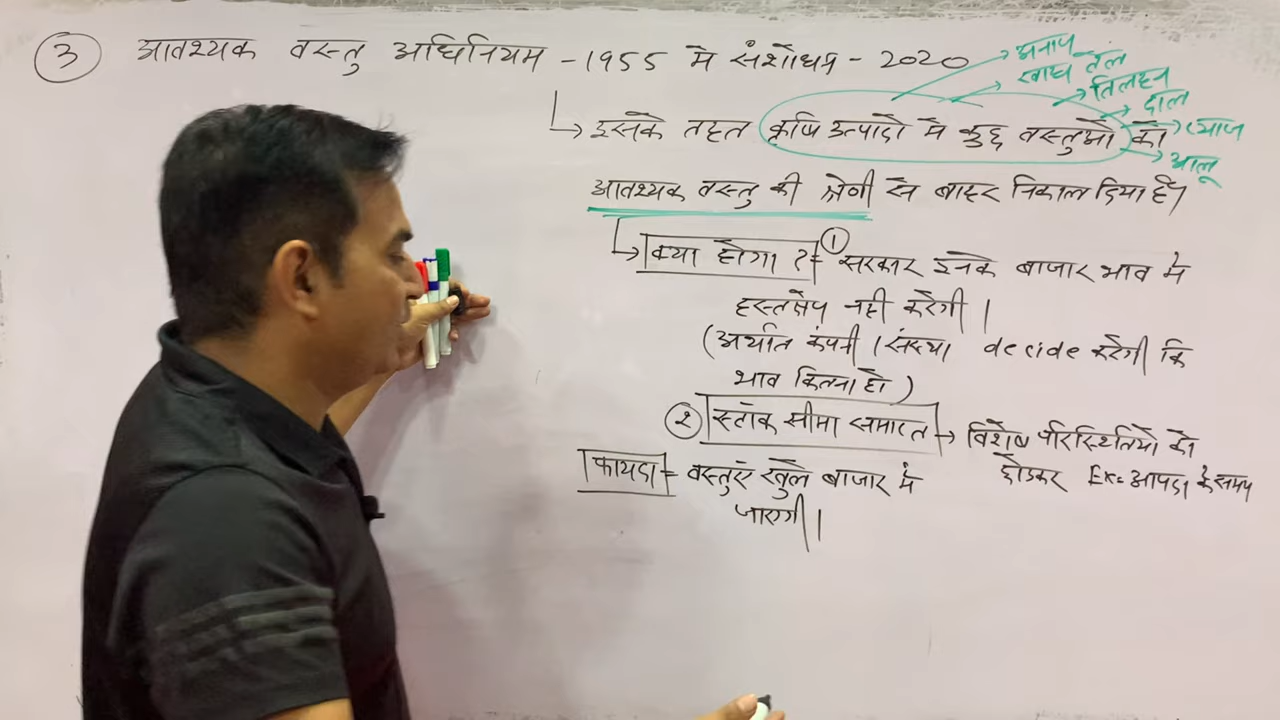 ③ आवश्यक वस्तु अधिनियम - 1955 मे संशोधन - 2020
अनाज
खाद्य तेल
तिलहन
दाल
प्याज
आलू
इसके तहत कृषि उत्पादो मे कुछ वस्तुओ को
आवश्यक वस्तु की श्रेणी से बाहर निकाल दिया है।
क्या होगा ? - ① सरकार इनके बाजार भाव मे
हस्तक्षेप नही करेगी ।
(अर्थात कंपनी / संस्था decide करेगी कि
भाव कितना हो )
② स्टॉक सीमा समाप्त → विशेष परिस्थितियो को
छोडकर Ex= आपदा के समय
फायदा - वस्तुएं खुले बाजार मे
जाएगी ।